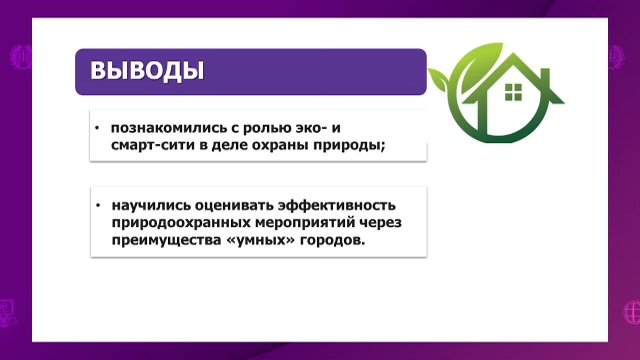 ВЫВОДЫ
• познакомились с ролью эко- и
смарт-сити в деле охраны природы;
• научились оценивать эффективность
природоохранных мероприятий через
преимущества «умных» городов.